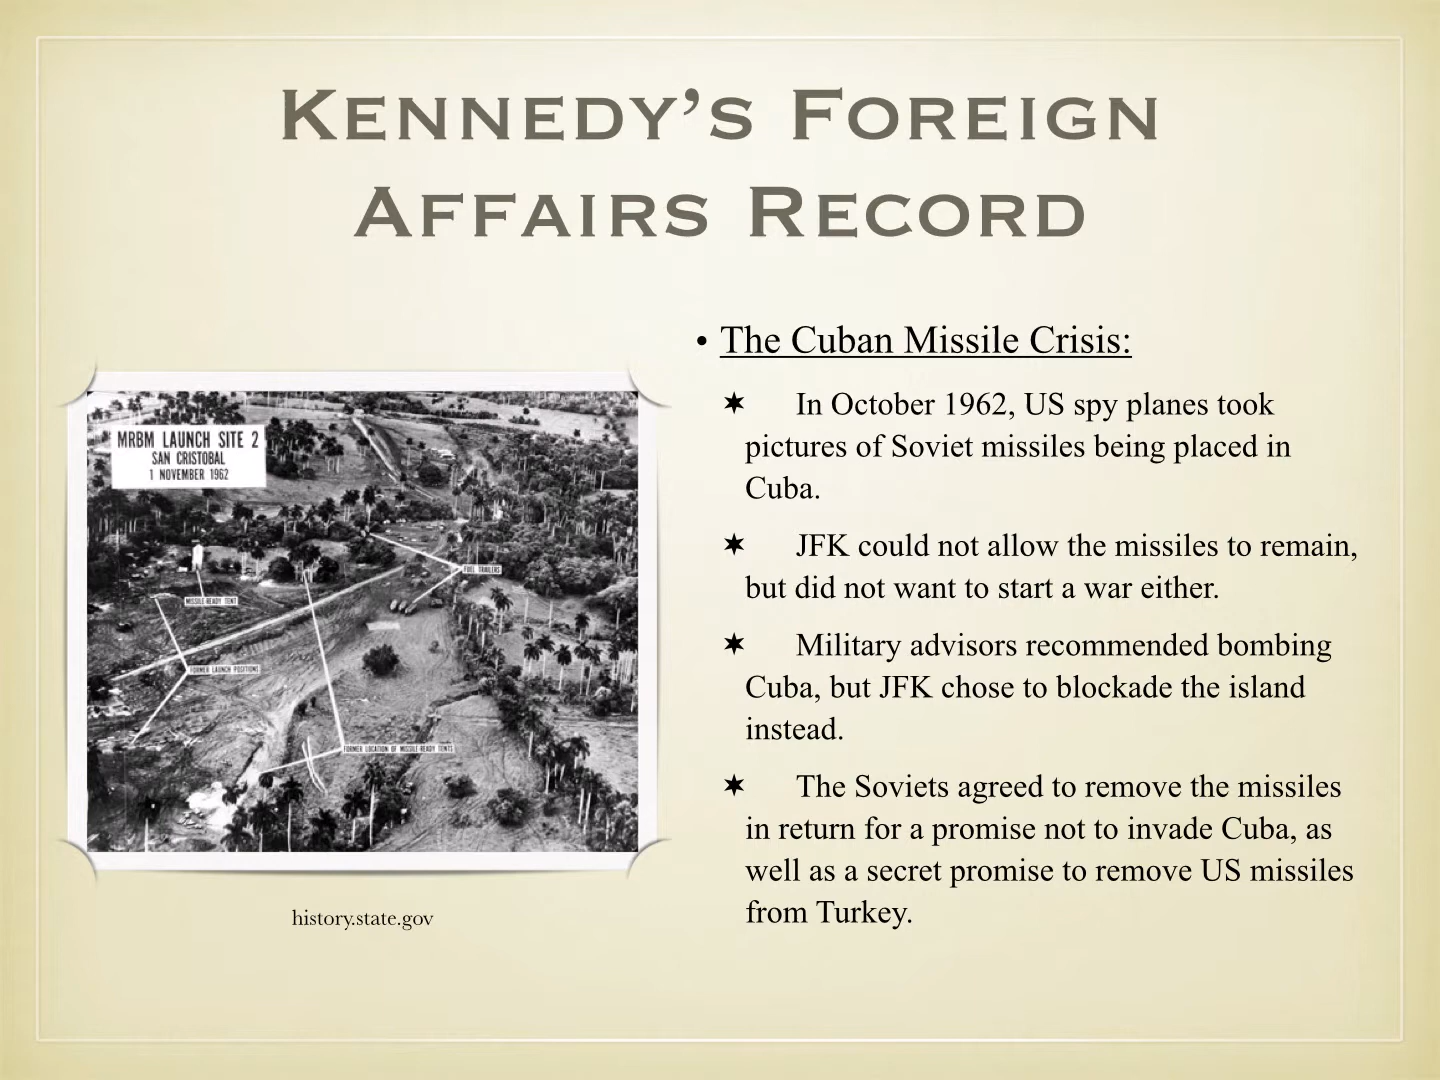 Kennedy’s Foreign
Affairs Record
• The Cuban Missile Crisis:
✶ In October 1962, US spy planes took
pictures of Soviet missiles being placed in
Cuba.
✶ JFK could not allow the missiles to remain,
but did not want to start a war either.
✶ Military advisors recommended bombing
Cuba, but JFK chose to blockade the island
instead.
✶ The Soviets agreed to remove the missiles
in return for a promise not to invade Cuba, as
well as a secret promise to remove US missiles
from Turkey.
MRBM LAUNCH SITE 2
SAN CRISTOBAL
1 NOVEMBER 1962
FUEL TRAILERS
MISSILE-READY TENT
FORMER LAUNCH POSITIONS
FORMER LOCATION OF MISSILE-READY TENTS
history.state.gov